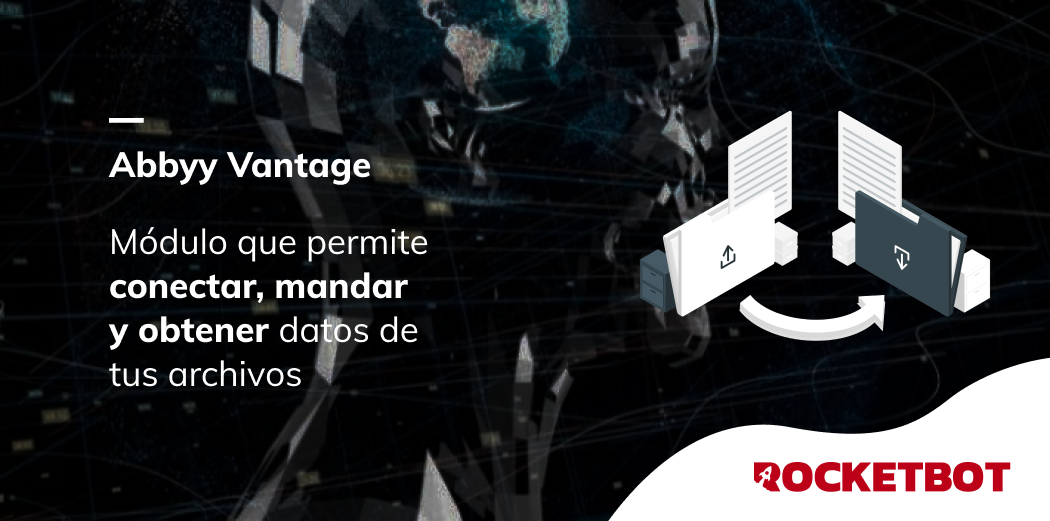 Abbyy Vantage
Módulo que permite
conectar, mandar
y obtener datos de
tus archivos
ROCKETBOT